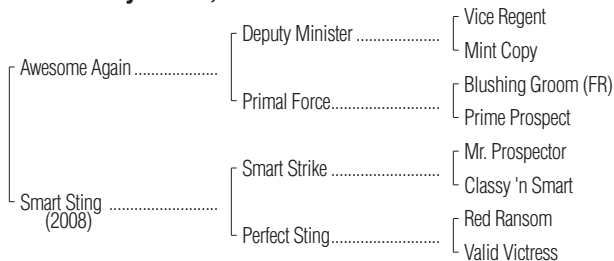 Vice Regent
Deputy Minister ..................
Mint Copy
Awesome Again ...................
Blushing Groom (FR)
Primal Force.......................
Prime Prospect
Mr. Prospector
Smart Strike .......................
Classy 'n Smart
Smart Sting .......................
(2008)
Red Ransom
Perfect Sting.......................
Valid Victress